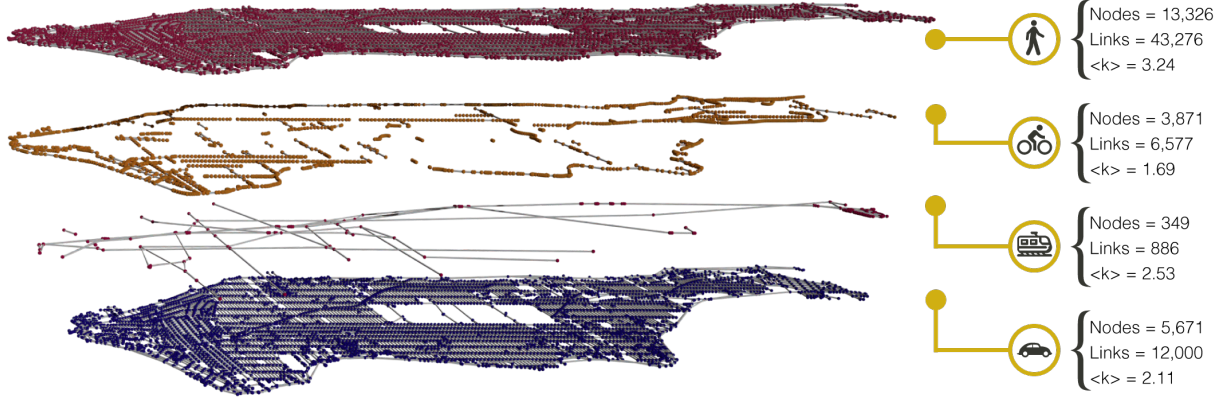 Nodes = 13,326
Links = 43,276
<k> = 3.24
Nodes = 3,871
Links = 6,577
<k> = 1.69
Nodes = 349
Links = 886
<k> = 2.53
Nodes = 5,671
Links = 12,000
<k> = 2.11